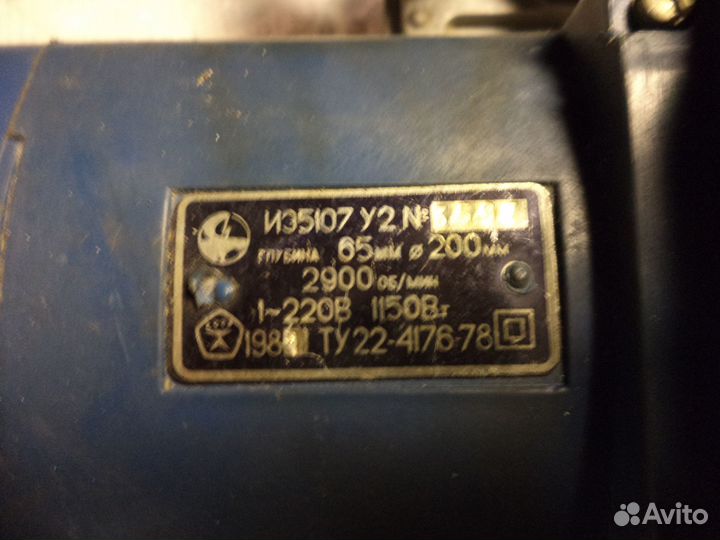 ИЭ5107 У2 №
ГЛУБИНА 65 ММ ⌀ 200 ММ
2900 ОБ/МИН
1~220В 1150Вт
198 ТУ 22-4176-78
Avito